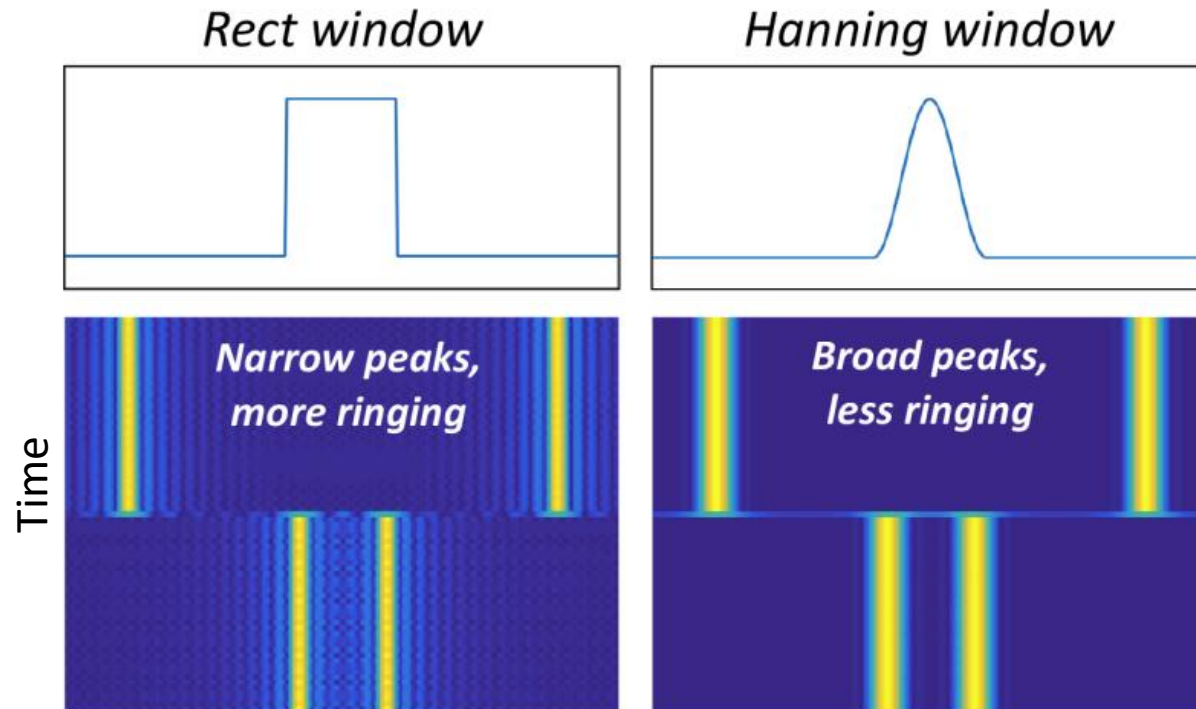 Rect window
Hanning window
Narrow peaks,
more ringing
Broad peaks,
less ringing
Time